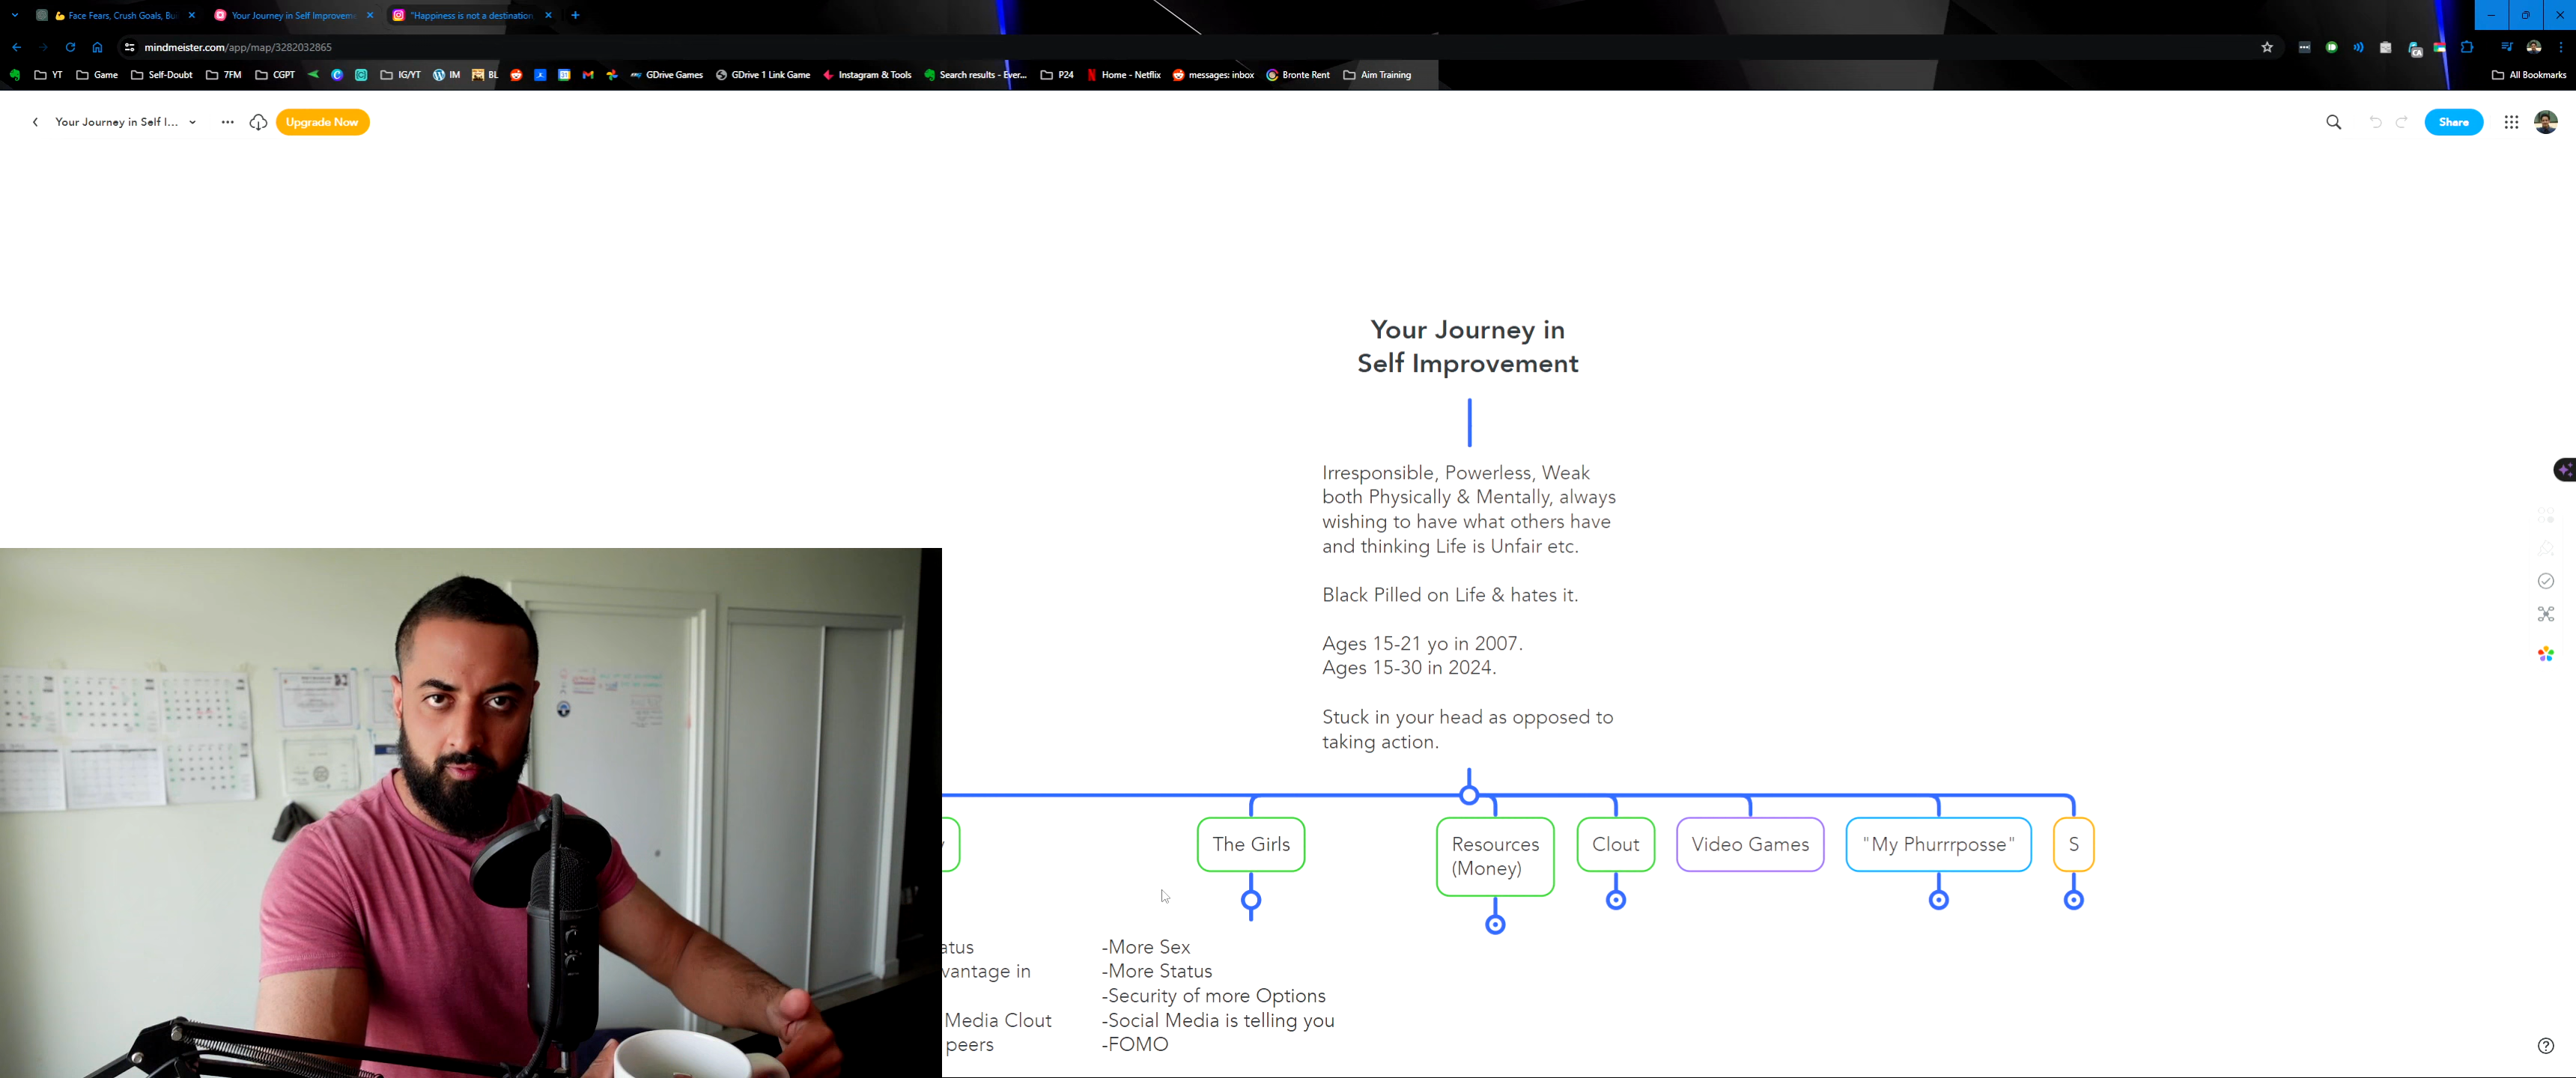 💪 Face Fears, Crush Goals, Bui
Your Journey in Self Improveme
"Happiness is not a destination
mindmeister.com/app/map/3282032865
YT
Game
Self-Doubt
7FM
CGPT
IG/YT
IM
BL
GDrive Games
GDrive 1 Link Game
Instagram & Tools
Search results - Ever...
P24
Home - Netflix
messages: inbox
Bronte Rent
Aim Training
All Bookmarks
Your Journey in Self I...
Upgrade Now
Share
Your Journey in
Self Improvement
Irresponsible, Powerless, Weak
both Physically & Mentally, always
wishing to have what others have
and thinking Life is Unfair etc.
Black Pilled on Life & hates it.
Ages 15-21 yo in 2007.
Ages 15-30 in 2024.
Stuck in your head as opposed to
taking action.
The Girls
Resources
(Money)
Clout
Video Games
"My Phurrrposse"
S
atus
vantage in
Media Clout
peers
-More Sex
-More Status
-Security of more Options
-Social Media is telling you
-FOMO